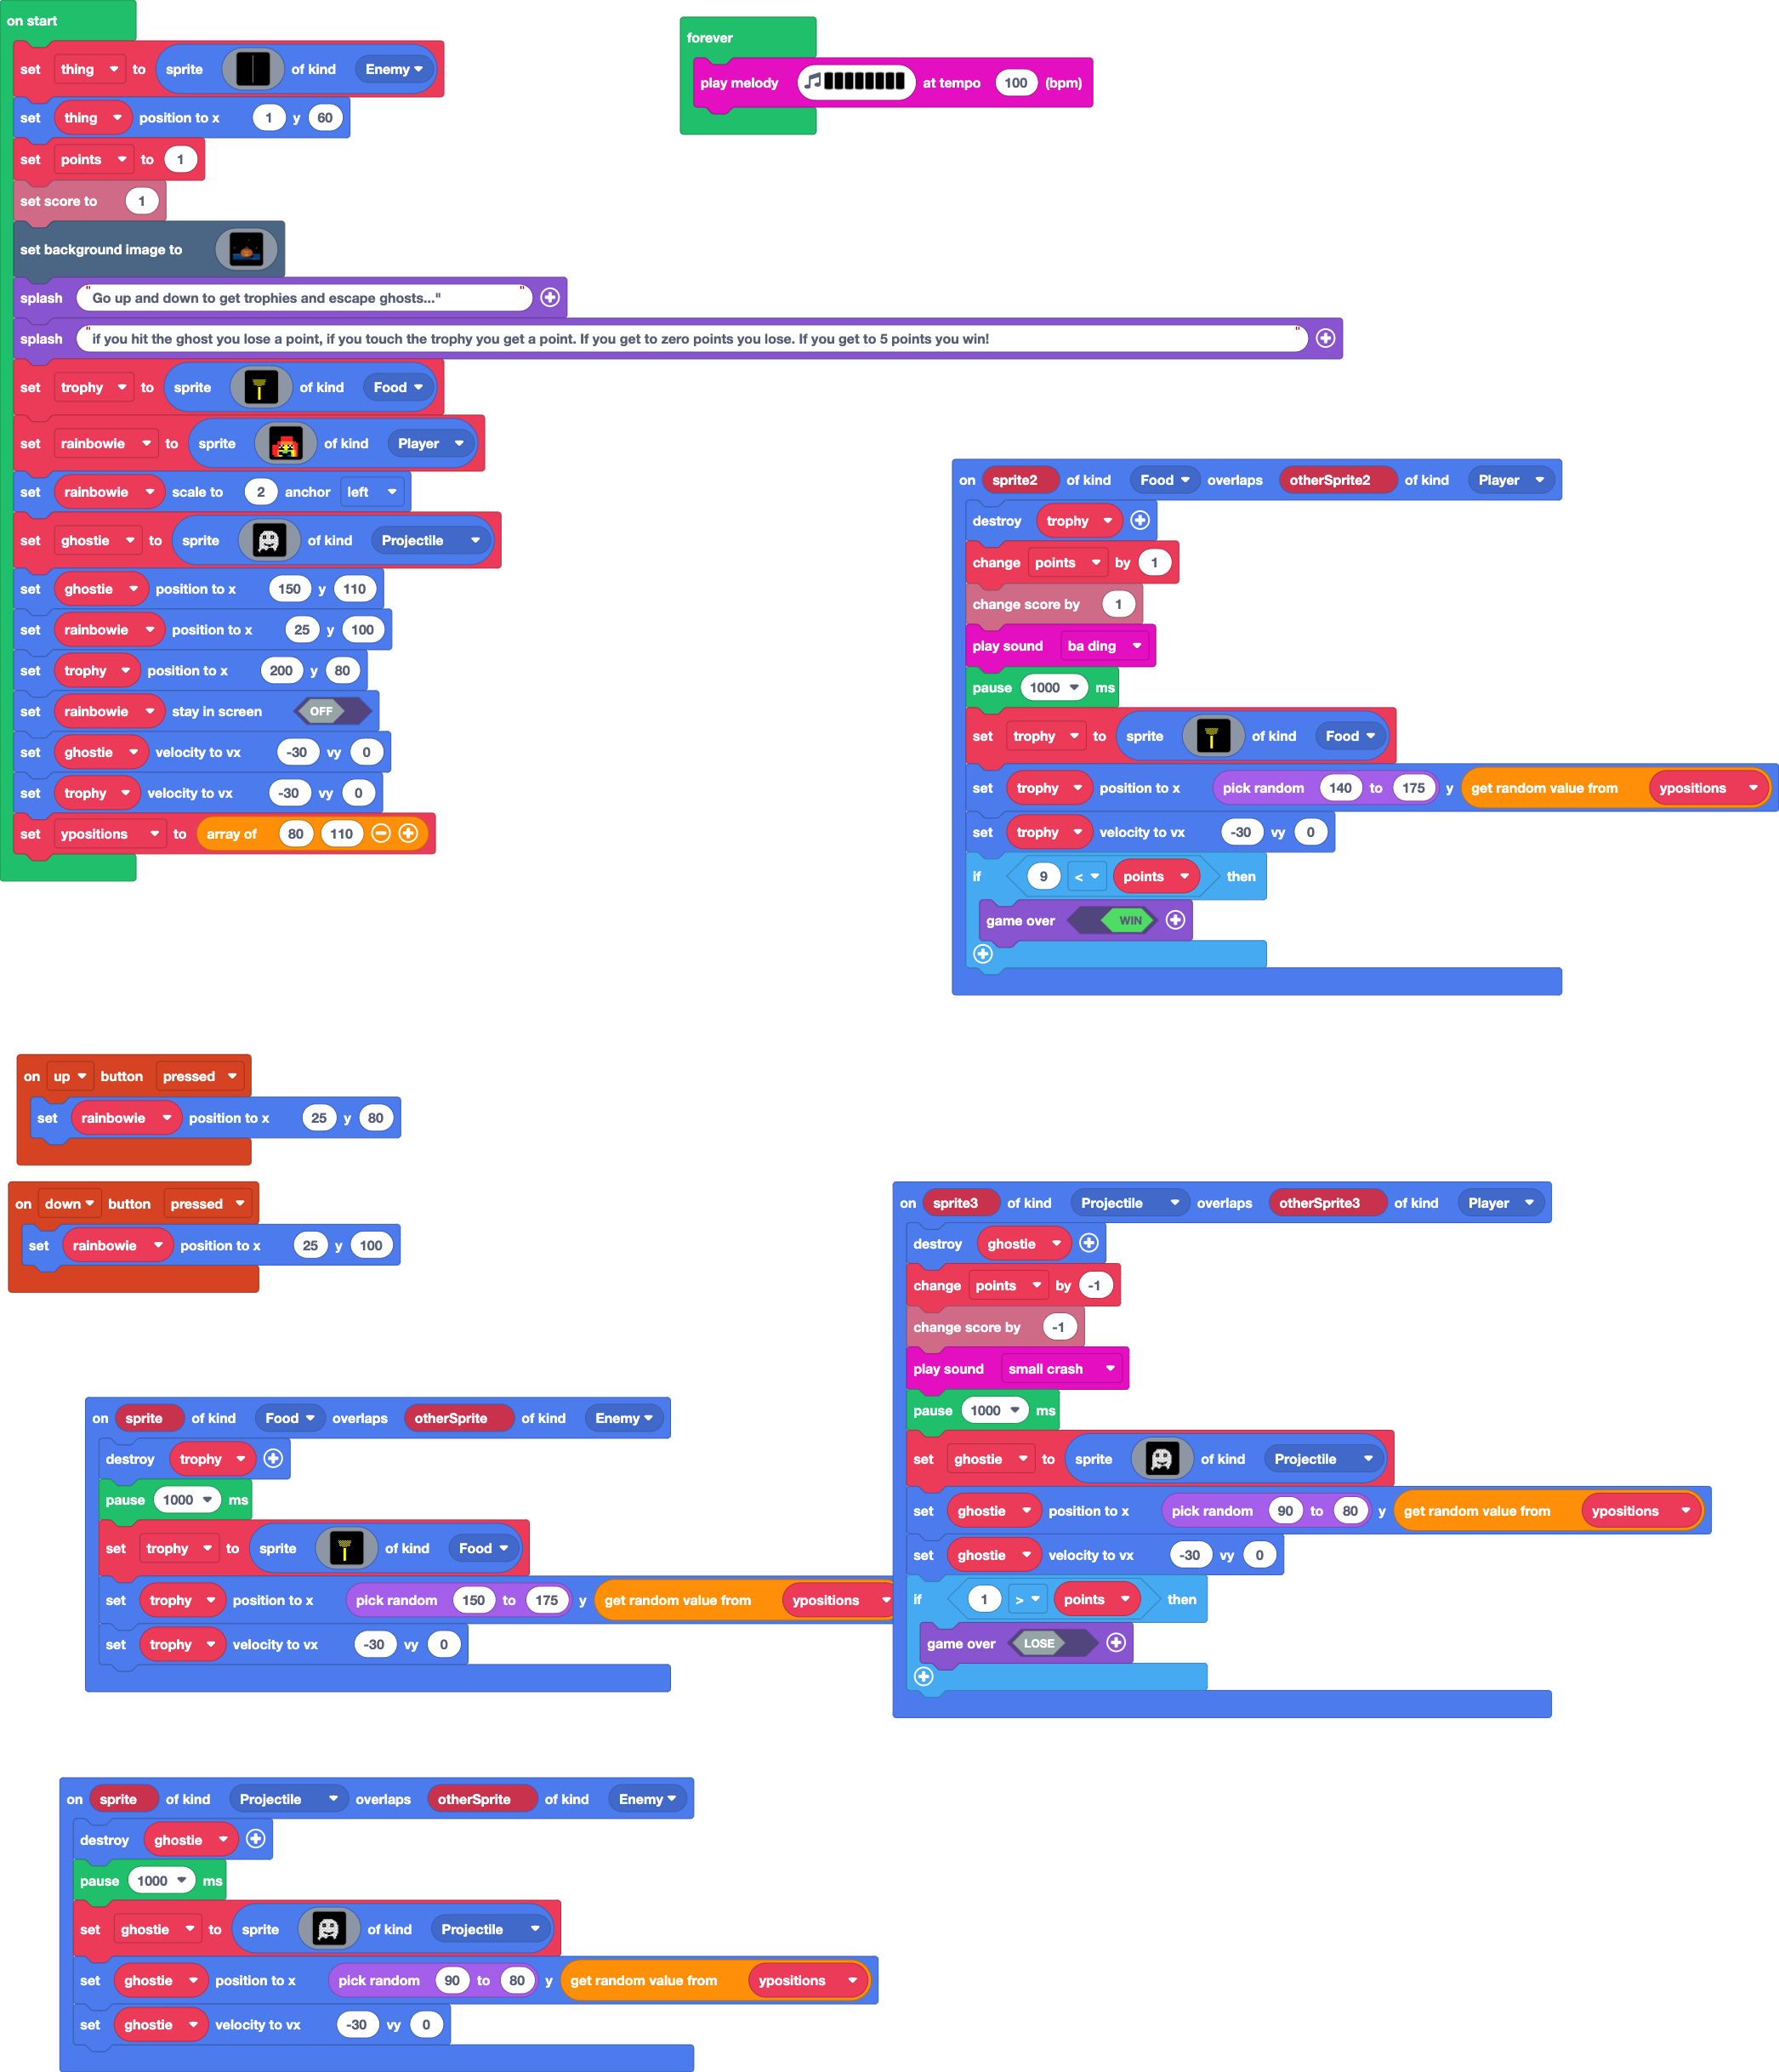 on start
set thing to sprite of kind Enemy
set thing position to x 1 y 60
set points to 1
set score to 1
set background image to
splash "Go up and down to get trophies and escape ghosts...""
splash "if you hit the ghost you lose a point, if you touch the trophy you get a point. If you get to zero points you lose. If you get to 5 points you win!"
set trophy to sprite of kind Food
set rainbowie to sprite of kind Player
set rainbowie scale to 2 anchor left
set ghostie to sprite of kind Projectile
set ghostie position to x 150 y 110
set rainbowie position to x 25 y 100
set trophy position to x 200 y 80
set rainbowie stay in screen OFF
set ghostie velocity to vx -30 vy 0
set trophy velocity to vx -30 vy 0
set ypositions to array of 80 110
forever
play melody at tempo 100 (bpm)
on sprite2 of kind Food overlaps otherSprite2 of kind Player
destroy trophy
change points by 1
change score by 1
play sound ba ding
pause 1000 ms
set trophy to sprite of kind Food
set trophy position to x pick random 140 to 175 y get random value from ypositions
set trophy velocity to vx -30 vy 0
if 9 < points then
game over WIN
on up button pressed
set rainbowie position to x 25 y 80
on down button pressed
set rainbowie position to x 25 y 100
on sprite3 of kind Projectile overlaps otherSprite3 of kind Player
destroy ghostie
change points by -1
change score by -1
play sound small crash
pause 1000 ms
set ghostie to sprite of kind Projectile
set ghostie position to x pick random 90 to 80 y get random value from ypositions
set ghostie velocity to vx -30 vy 0
if 1 > points then
game over LOSE
on sprite of kind Food overlaps otherSprite of kind Enemy
destroy trophy
pause 1000 ms
set trophy to sprite of kind Food
set trophy position to x pick random 150 to 175 y get random value from ypositions
set trophy velocity to vx -30 vy 0
on sprite of kind Projectile overlaps otherSprite of kind Enemy
destroy ghostie
pause 1000 ms
set ghostie to sprite of kind Projectile
set ghostie position to x pick random 90 to 80 y get random value from ypositions
set ghostie velocity to vx -30 vy 0